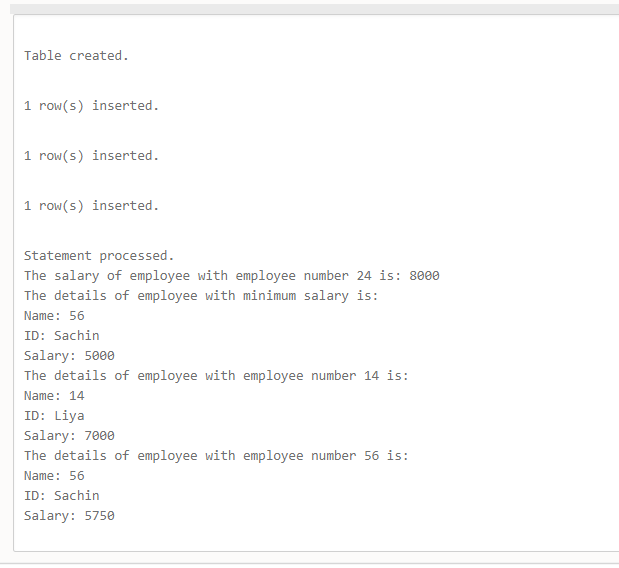 Table created.
1 row(s) inserted.
1 row(s) inserted.
1 row(s) inserted.
Statement processed.
The salary of employee with employee number 24 is: 8000
The details of employee with minimum salary is:
Name: 56
ID: Sachin
Salary: 5000
The details of employee with employee number 14 is:
Name: 14
ID: Liya
Salary: 7000
The details of employee with employee number 56 is:
Name: 56
ID: Sachin
Salary: 5750